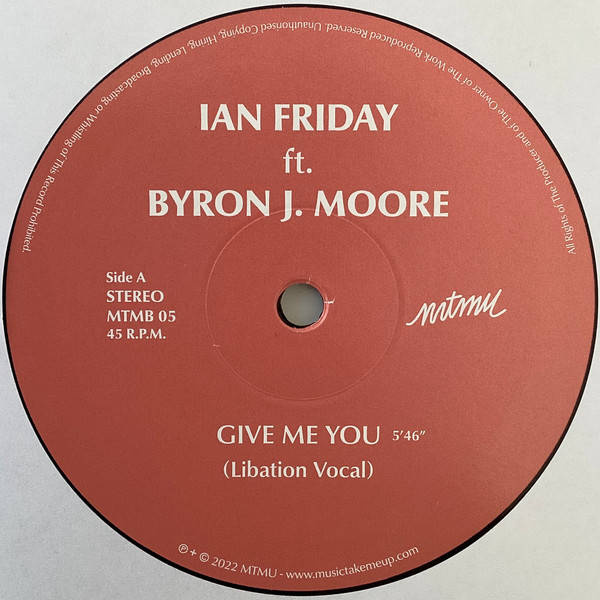 All Rights of The Producer and of The Owner of The Work Reproduced Reserved. Unauthorised Copying, Hiring, Lending, Broadcasting or Whistling of This Record Prohibited.
IAN FRIDAY
ft.
BYRON J. MOORE
Side A
STEREO
MTMB 05
45 R.P.M.
mtmu
GIVE ME YOU 5'46"
(Libation Vocal)
℗ + © 2022 MTMU - www.musictakemeup.com